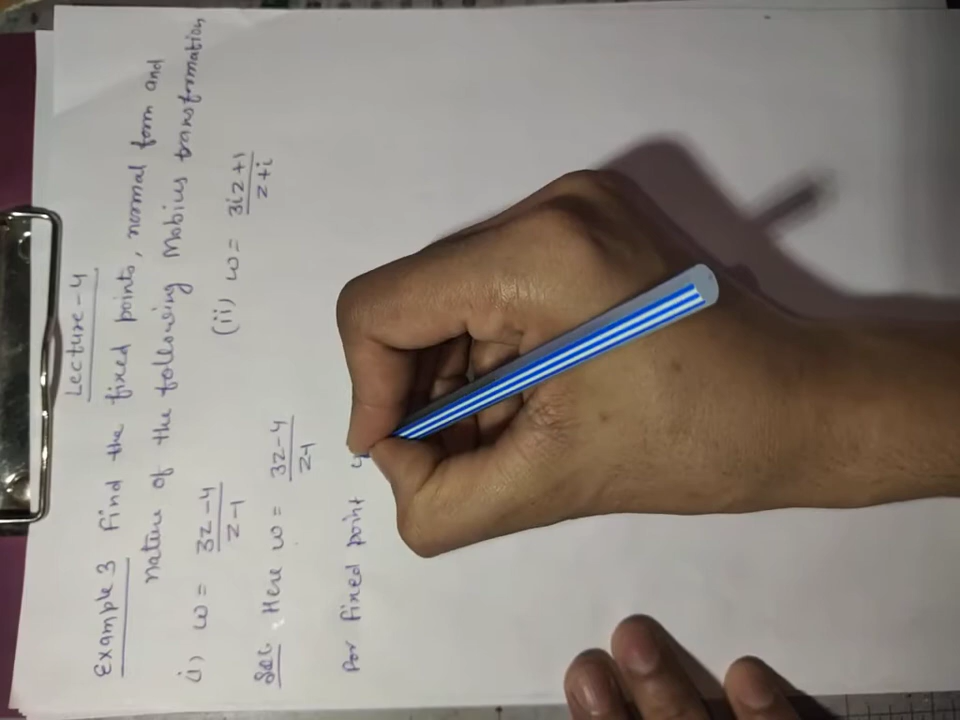 Lecture-4
Example 3 Find the fixed points, normal form and
nature of the following Mobius transformation
(i) w = 3z-4/z-1 (ii) w = 3iz+1/z+i
Sol. Here w = 3z-4/z-1
For fixed point